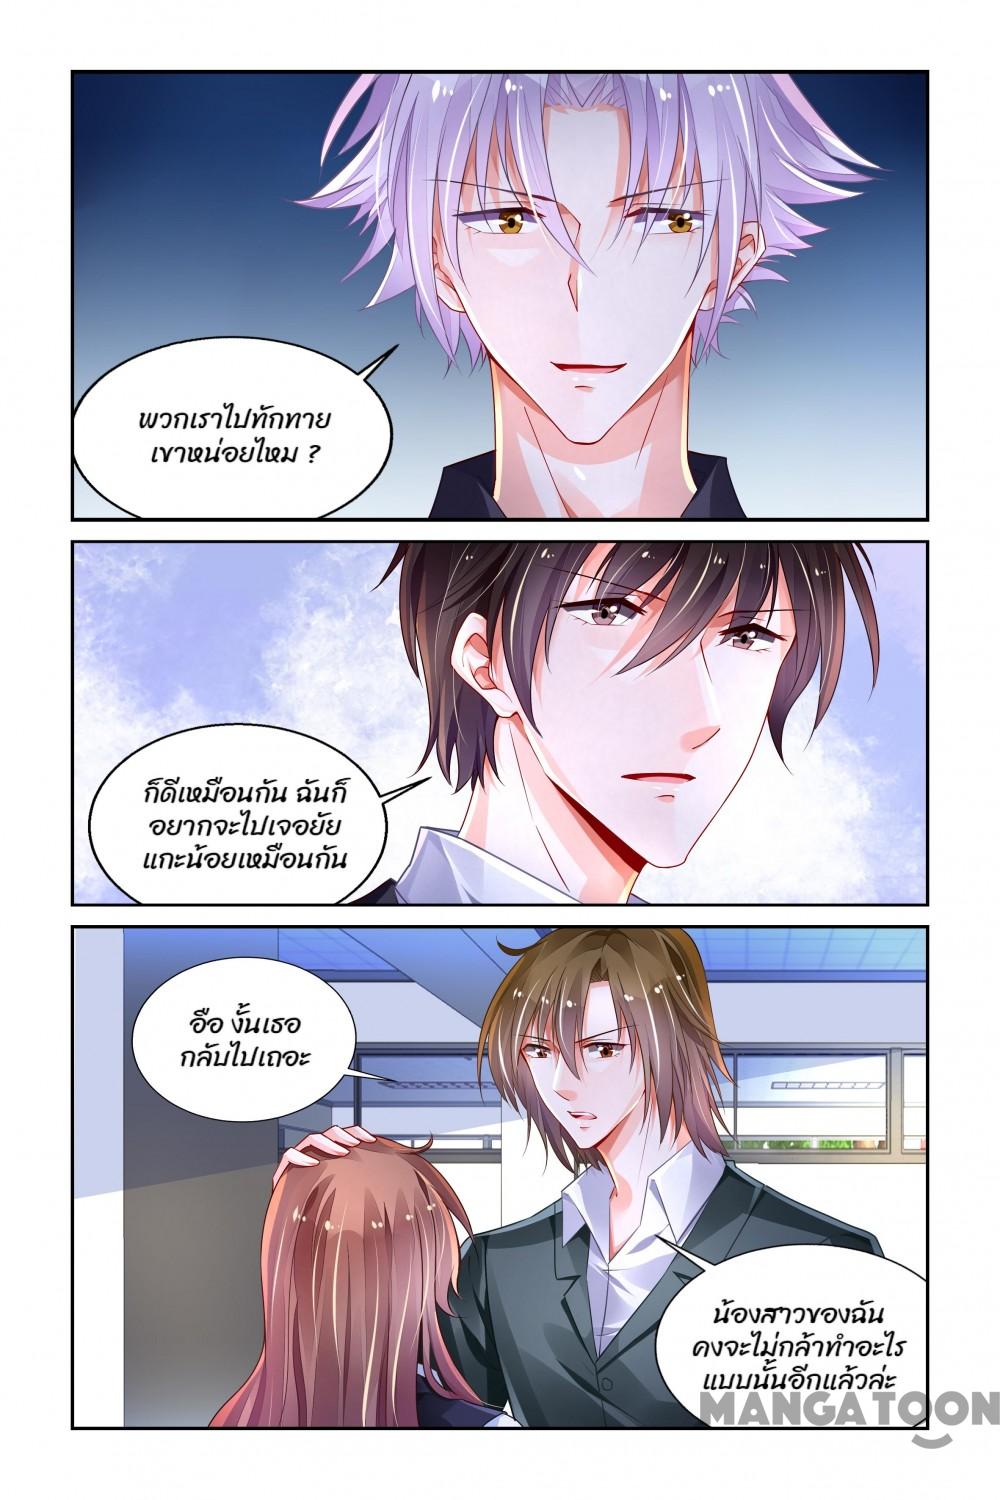 พวกเราไปทักทาย
เขาหน่อยไหม ?
ก็ดีเหมือนกัน ฉันก็
อยากจะไปเจอยัย
แกะน้อยเหมือนกัน
อือ งั้นเธอ
กลับไปเถอะ
น้องสาวของฉัน
คงจะไม่กล้าทำอะไร
แบบนั้นอีกแล้วล่ะ
MANGATOON